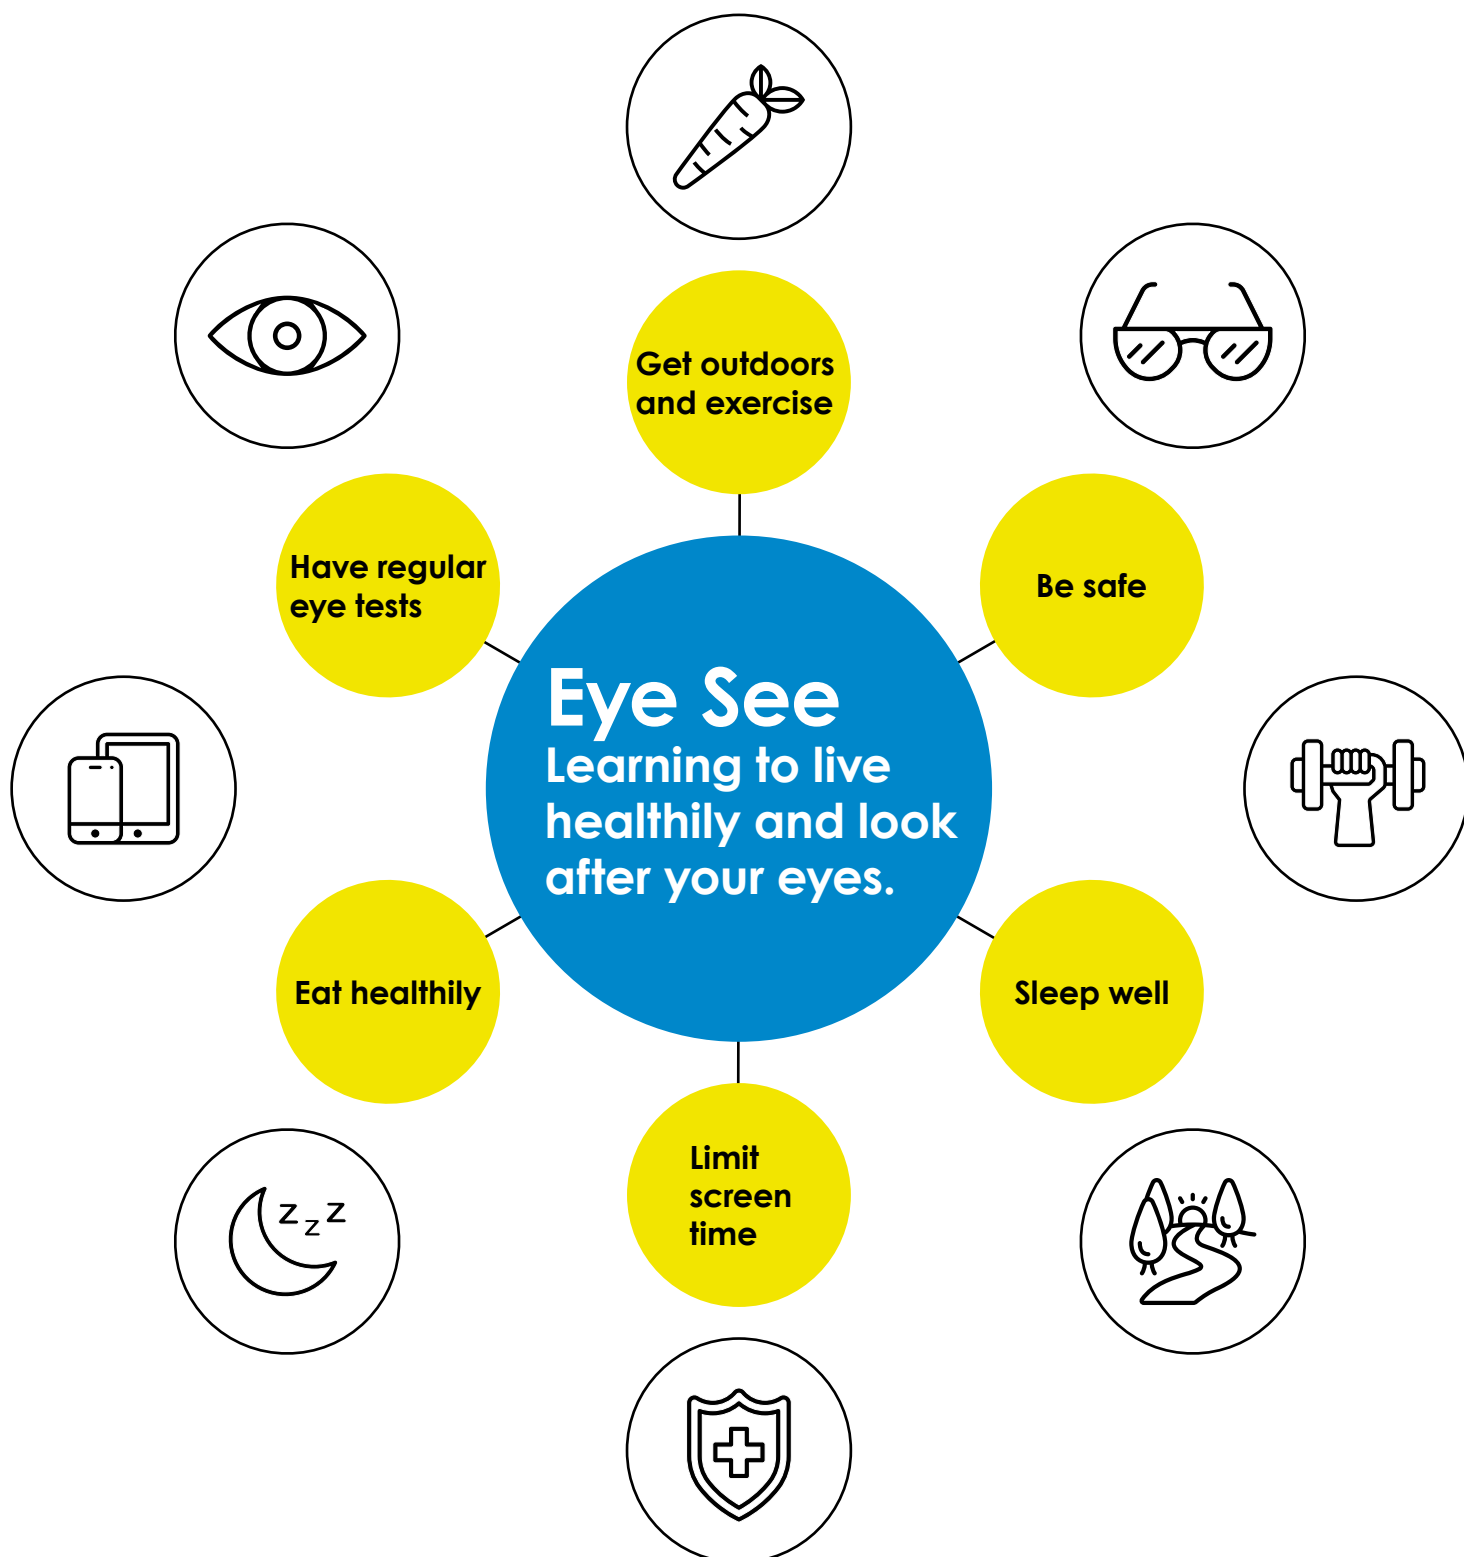 Get outdoors
and exercise
Have regular
eye tests
Be safe
Eye See
Learning to live
healthily and look
after your eyes.
Eat healthily
Sleep well
Limit
screen
time
z z z